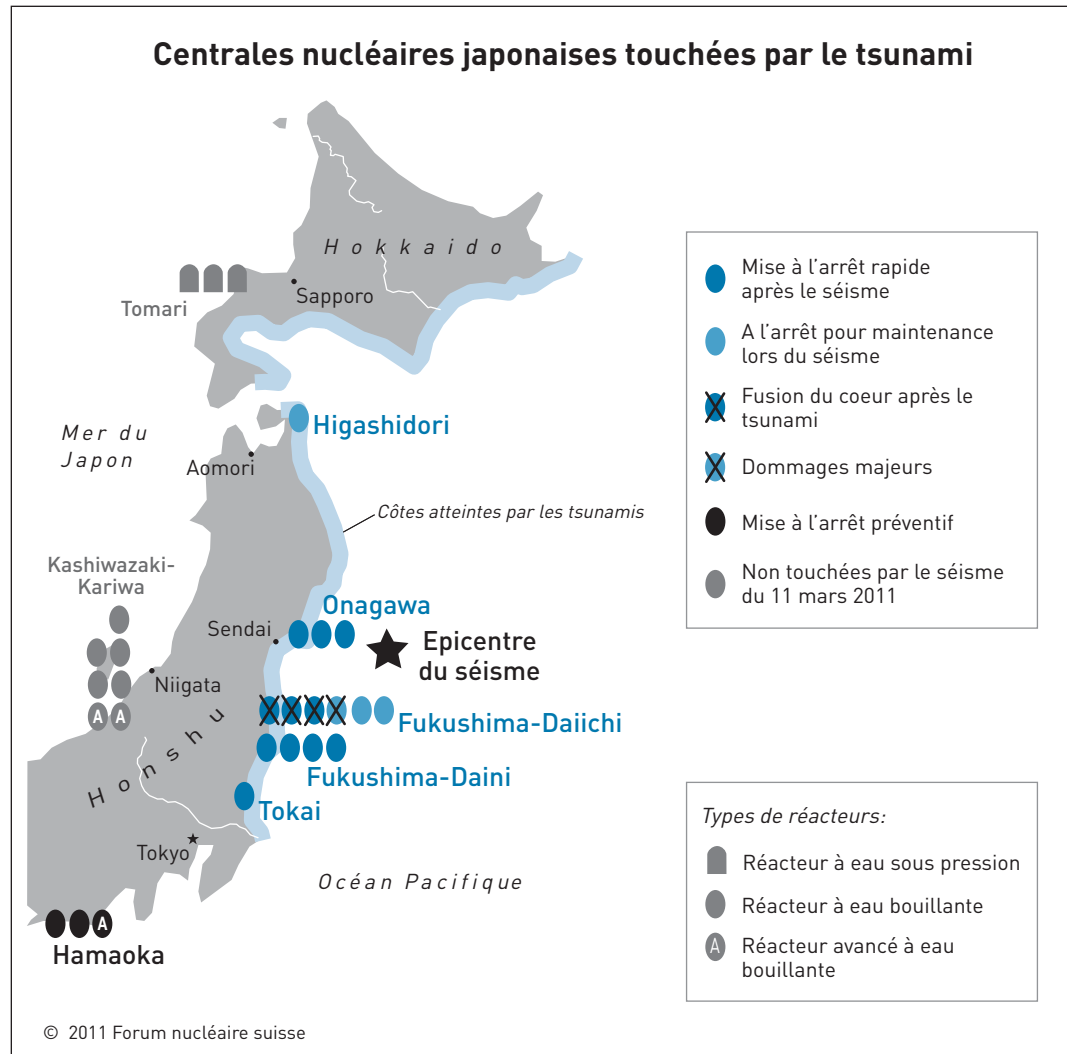 Centrales nucléaires japonaises touchées par le tsunami
Hokkaido
Tomari
Sapporo
Mer du
Japon
Higashidori
Aomori
Côtes atteintes par les tsunamis
Kashiwazaki-
Kariwa
Onagawa
Sendai
Epicentre
du séisme
Niigata
A A
Fukushima-Daiichi
Honshu
Fukushima-Daini
Tokai
Tokyo
Océan Pacifique
A
Hamaoka
Mise à l'arrêt rapide
après le séisme
A l'arrêt pour maintenance
lors du séisme
Fusion du coeur après le
tsunami
Dommages majeurs
Mise à l'arrêt préventif
Non touchées par le séisme
du 11 mars 2011
Types de réacteurs:
Réacteur à eau sous pression
Réacteur à eau bouillante
A Réacteur avancé à eau
bouillante
© 2011 Forum nucléaire suisse